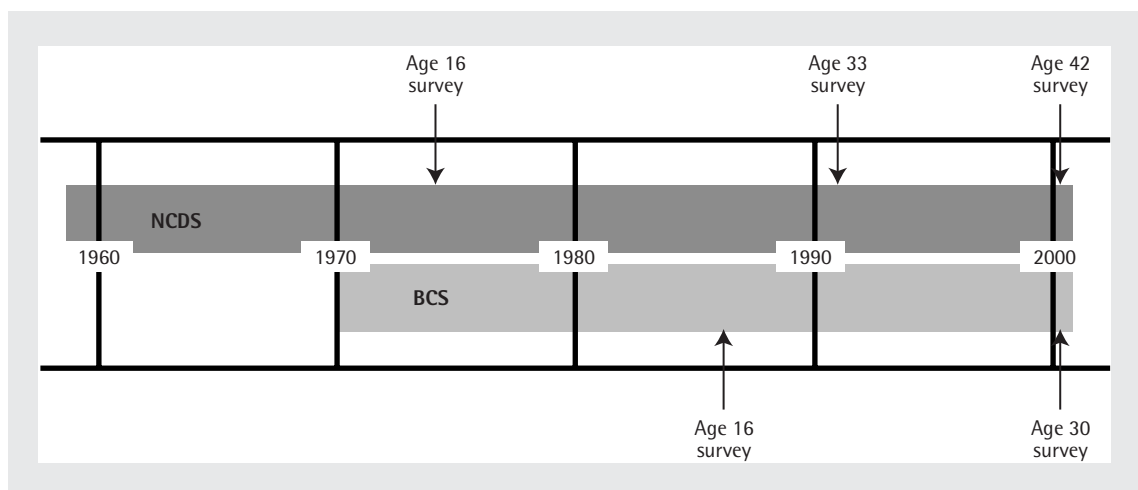 Age 16
survey
Age 33
survey
Age 42
survey
NCDS
1960
1970
1980
1990
2000
BCS
Age 16
survey
Age 30
survey